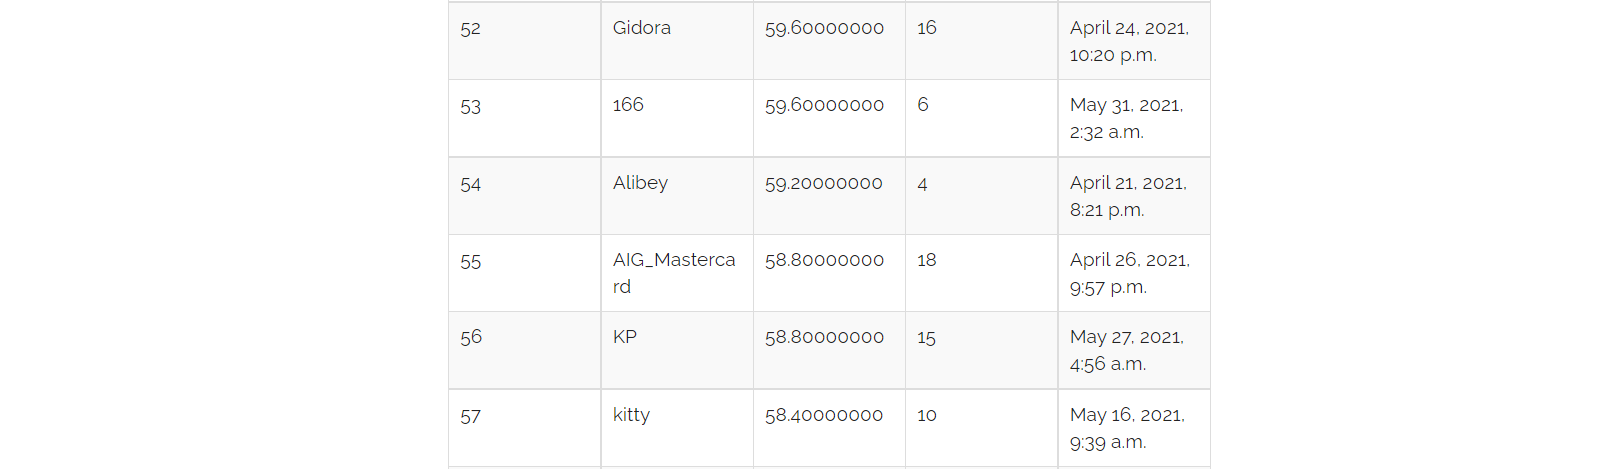 52 Gidora 59.60000000 16 April 24, 2021,
10:20 p.m.
53 166 59.60000000 6 May 31, 2021,
2:32 a.m.
54 Alibey 59.20000000 4 April 21, 2021,
8:21 p.m.
55 AIG_Masterca 58.80000000 18 April 26, 2021,
rd 9:57 p.m.
56 KP 58.80000000 15 May 27, 2021,
4:56 a.m.
57 kitty 58.40000000 10 May 16, 2021,
9:39 a.m.